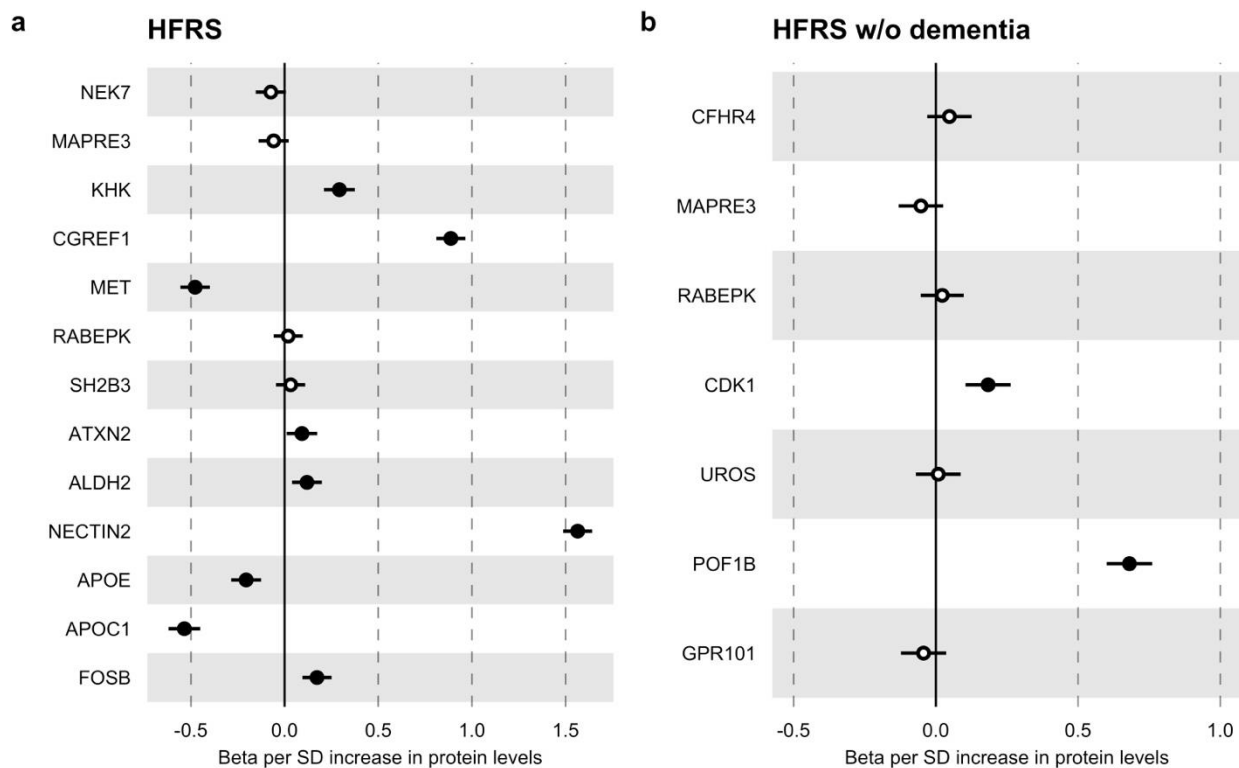 a
HFRS
NEK7
MAPRE3
KHK
CGREF1
MET
RABEPK
SH2B3
ATXN2
ALDH2
NECTIN2
APOE
APOC1
FOSB
-0.5 0.0 0.5 1.0 1.5
Beta per SD increase in protein levels
b
HFRS w/o dementia
CFHR4
MAPRE3
RABEPK
CDK1
UROS
POF1B
GPR101
-0.5 0.0 0.5 1.0
Beta per SD increase in protein levels